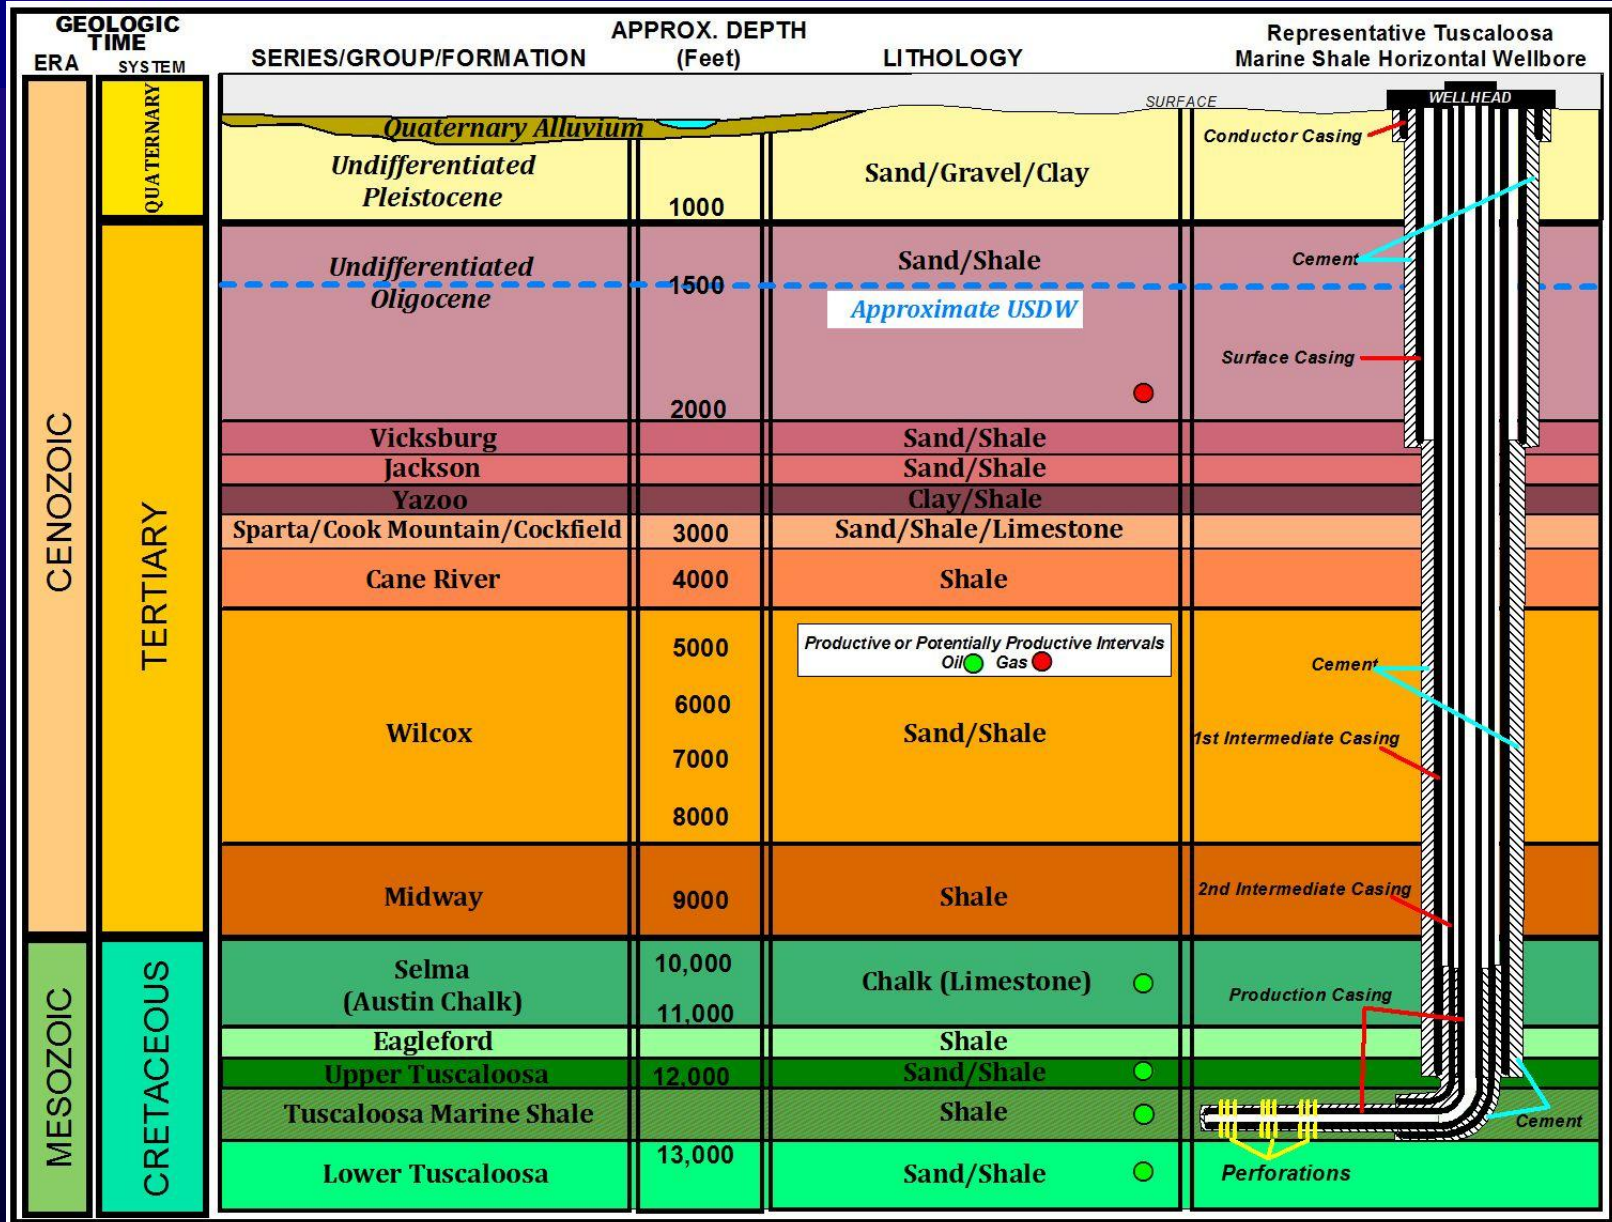 GEOLOGIC
TIME
ERA
SYSTEM
SERIES/GROUP/FORMATION
APPROX. DEPTH
(Feet)
LITHOLOGY
Representative Tuscaloosa
Marine Shale Horizontal Wellbore
CENOZOIC
MESOZOIC
QUATERNARY
TERTIARY
CRETACEOUS
SURFACE
WELLHEAD
Quaternary Alluvium
Conductor Casing
Undifferentiated
Pleistocene
1000
Sand/Gravel/Clay
Undifferentiated
Oligocene
1500
Sand/Shale
Approximate USDW
Cement
Surface Casing
2000
Vicksburg
Sand/Shale
Jackson
Sand/Shale
Yazoo
Clay/Shale
Sparta/Cook Mountain/Cockfield
3000
Sand/Shale/Limestone
Cane River
4000
Shale
Productive or Potentially Productive Intervals
Oil Gas
Wilcox
5000
6000
7000
8000
Sand/Shale
Cement
1st Intermediate Casing
Midway
9000
Shale
2nd Intermediate Casing
Selma
(Austin Chalk)
10,000
11,000
Chalk (Limestone)
Production Casing
Eagleford
Shale
Upper Tuscaloosa
12,000
Sand/Shale
Tuscaloosa Marine Shale
Shale
Cement
Lower Tuscaloosa
13,000
Sand/Shale
Perforations